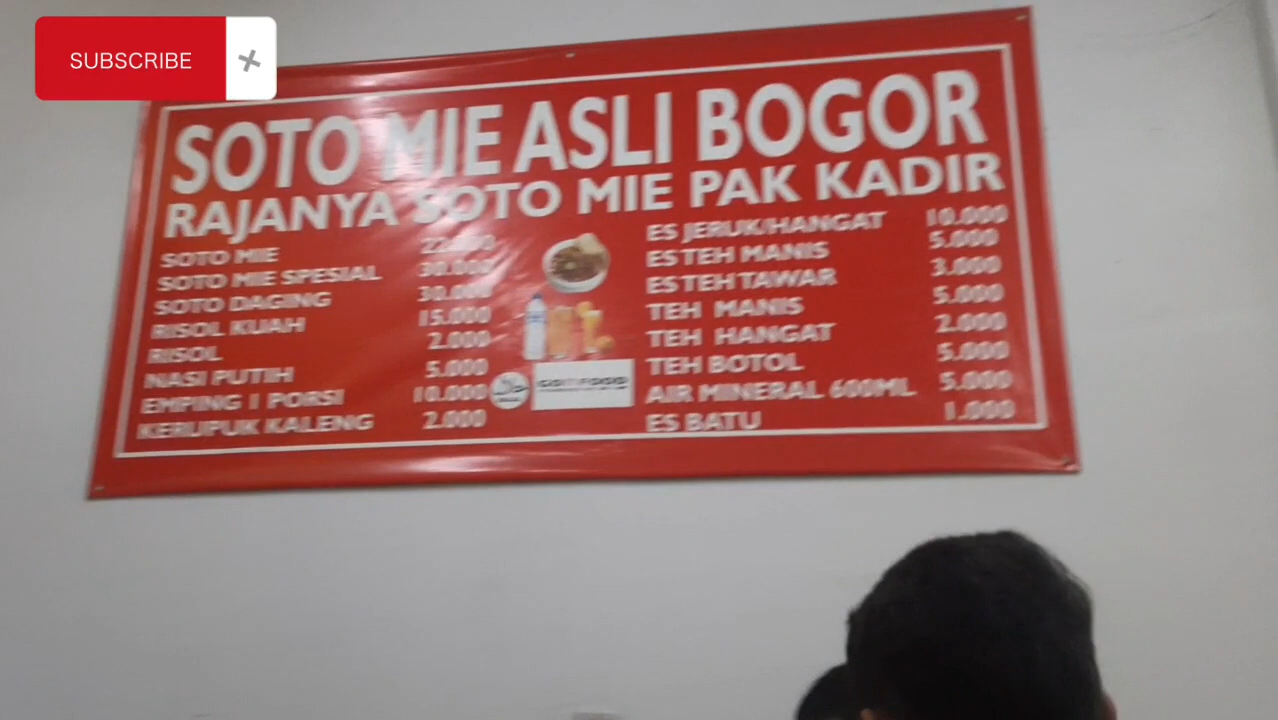 SUBSCRIBE
SOTO MIE ASLI BOGOR
RAJANYA SOTO MIE PAK KADIR
SOTO MIE
SOTO MIE SPESIAL 30.000
SOTO DAGING 30.000
RISOL KUAH 15.000
RISOL 2.000
NASI PUTIH 5.000
EMPING 1 PORSI 10.000
KERUPUK KALENG 2.000
ES JERUK/HANGAT 10.000
ES TEH MANIS 5.000
ES TEH TAWAR 3.000
TEH MANIS 5.000
TEH HANGAT 2.000
TEH BOTOL 5.000
AIR MINERAL 600ML 5.000
ES BATU 1.000